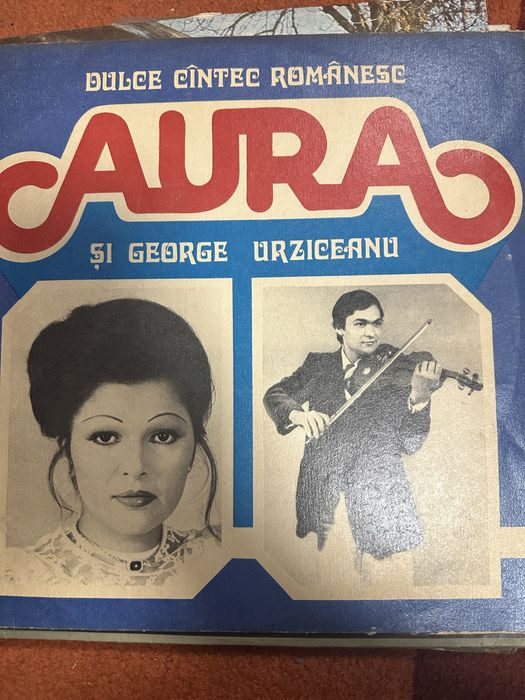 DULCE CÎNTEC ROMÂNESC
AURA
ȘI GEORGE URZICEANU